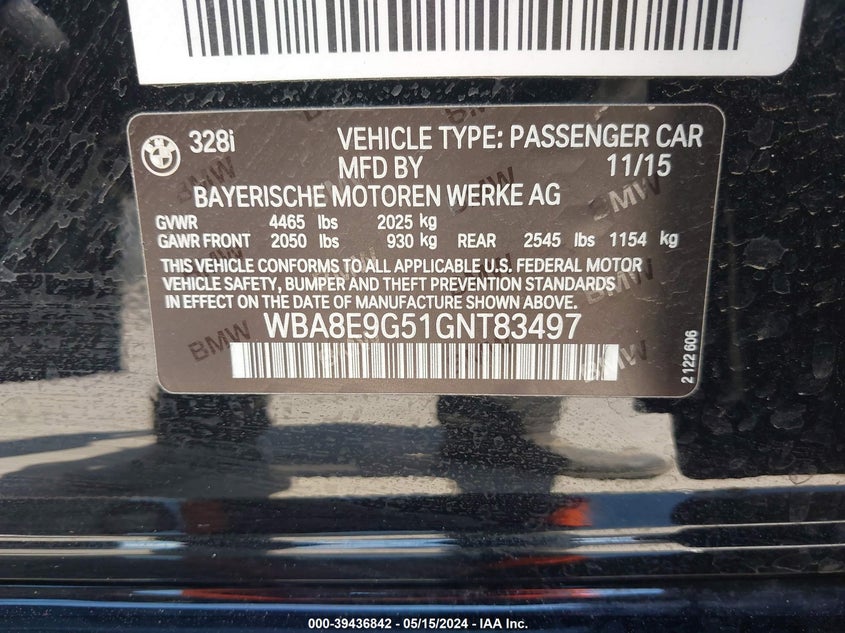 328i VEHICLE TYPE: PASSENGER CAR
MFD BY 11/15
BAYERISCHE MOTOREN WERKE AG
GVWR 4465 lbs 2025 kg
GAWR FRONT 2050 lbs 930 kg REAR 2545 lbs 1154 kg
THIS VEHICLE CONFORMS TO ALL APPLICABLE U.S. FEDERAL MOTOR
VEHICLE SAFETY, BUMPER AND THEFT PREVENTION STANDARDS
IN EFFECT ON THE DATE OF MANUFACTURE SHOWN ABOVE.
WBA8E9G51GNT83497
2 122 606
BMW
BMW
BMW
000-39436842 - 05/15/2024 - IAA Inc.